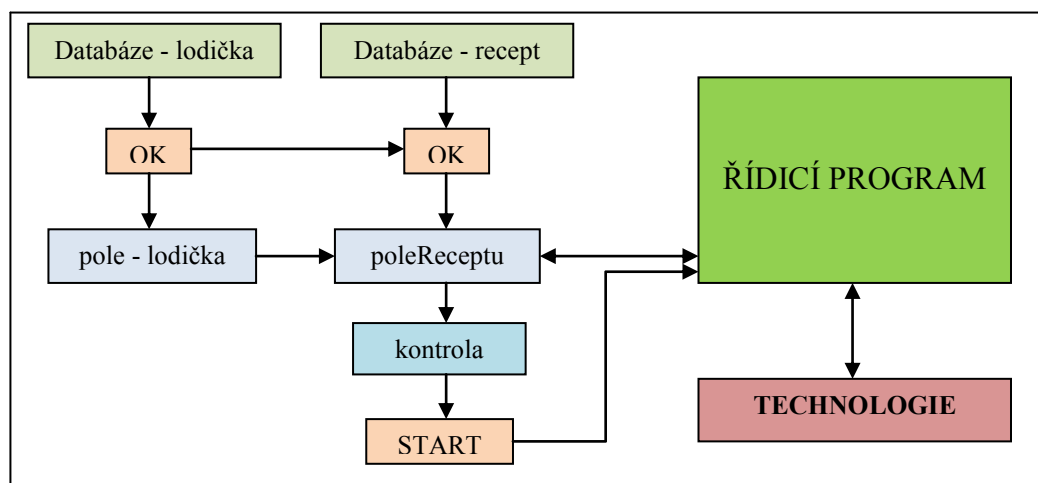 Databáze - lodička
Databáze - recept
OK
OK
ŘÍDICÍ PROGRAM
pole - lodička
poleReceptu
kontrola
TECHNOLOGIE
START